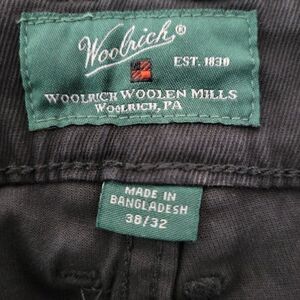 Woolrich®
EST. 1830
WOOLRICH WOOLEN MILLS
WOOLRICH, PA
MADE IN
BANGLADESH
38/32